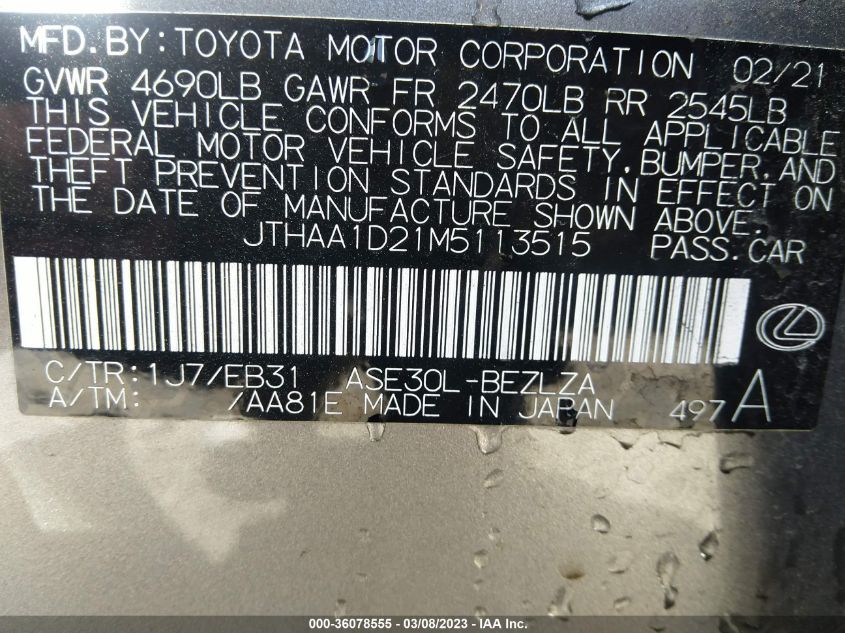 MFD. BY: TOYOTA MOTOR CORPORATION 02/21
GVWR 4690LB GAWR FR 2470LB RR 2545LB
THIS VEHICLE CONFORMS TO ALL APPLICABLE
FEDERAL MOTOR VEHICLE SAFETY, BUMPER, AND
THEFT PREVENTION STANDARDS IN EFFECT ON
THE DATE OF MANUFACTURE SHOWN ABOVE.
JTHAA1D21M5113515 PASS. CAR
C/TR: 1J7/EB31 ASE30L-BEZLZA
A/TM: /AA81E MADE IN JAPAN 497A
000-36078555 - 03/08/2023 - IAA Inc.